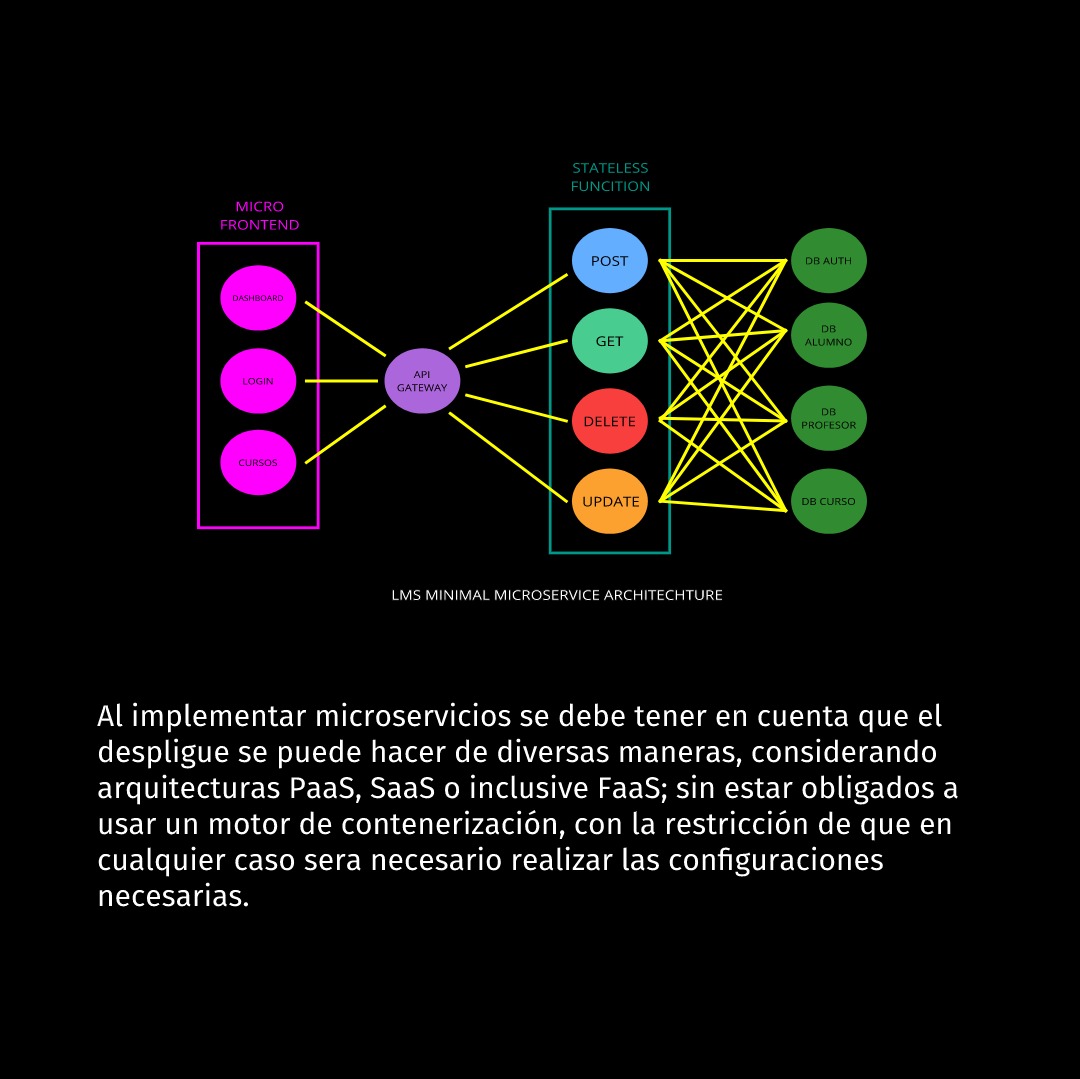 STATELESS
FUNCITION
MICRO
FRONTEND
POST
DB AUTH
DASHBOARD
GET
DB
ALUMNO
API
GATEWAY
LOGIN
DELETE
DB
PROFESOR
CURSOS
UPDATE
DB CURSO
LMS MINIMAL MICROSERVICE ARCHITECHTURE
Al implementar microservicios se debe tener en cuenta que el
despligue se puede hacer de diversas maneras, considerando
arquitecturas PaaS, SaaS o inclusive FaaS; sin estar obligados a
usar un motor de contenerización, con la restricción de que en
cualquier caso sera necesario realizar las configuraciones
necesarias.